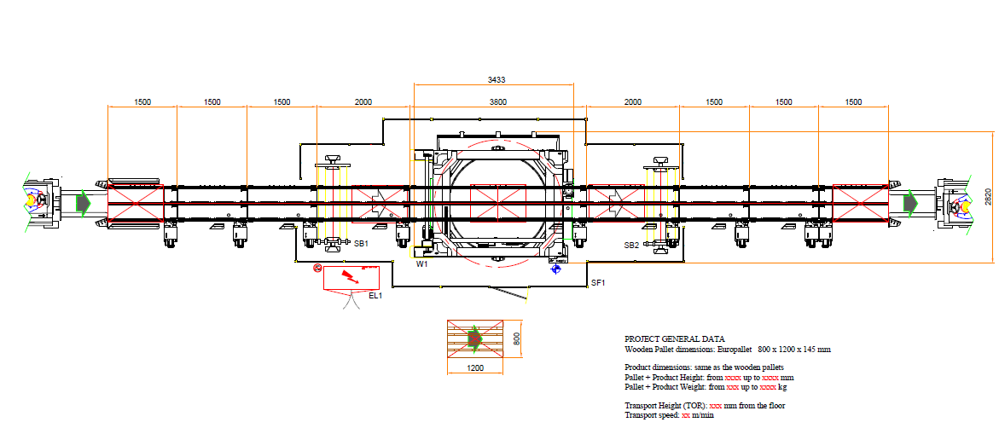 3433
1500 1500 1500 2000 3800 2000 1500 1500 1500
2820
SB1
SB2
W1
SF1
EL1
800
1200
PROJECT GENERAL DATA
Wooden Pallet dimensions: Europallet 800 x 1200 x 145 mm
Product dimensions: same as the wooden pallets
Pallet + Product Height: from xxxx up to xxxx mm
Pallet + Product Weight: from xxx up to xxxx kg
Transport Height (TOR): xxx mm from the floor
Transport speed: xx m/min